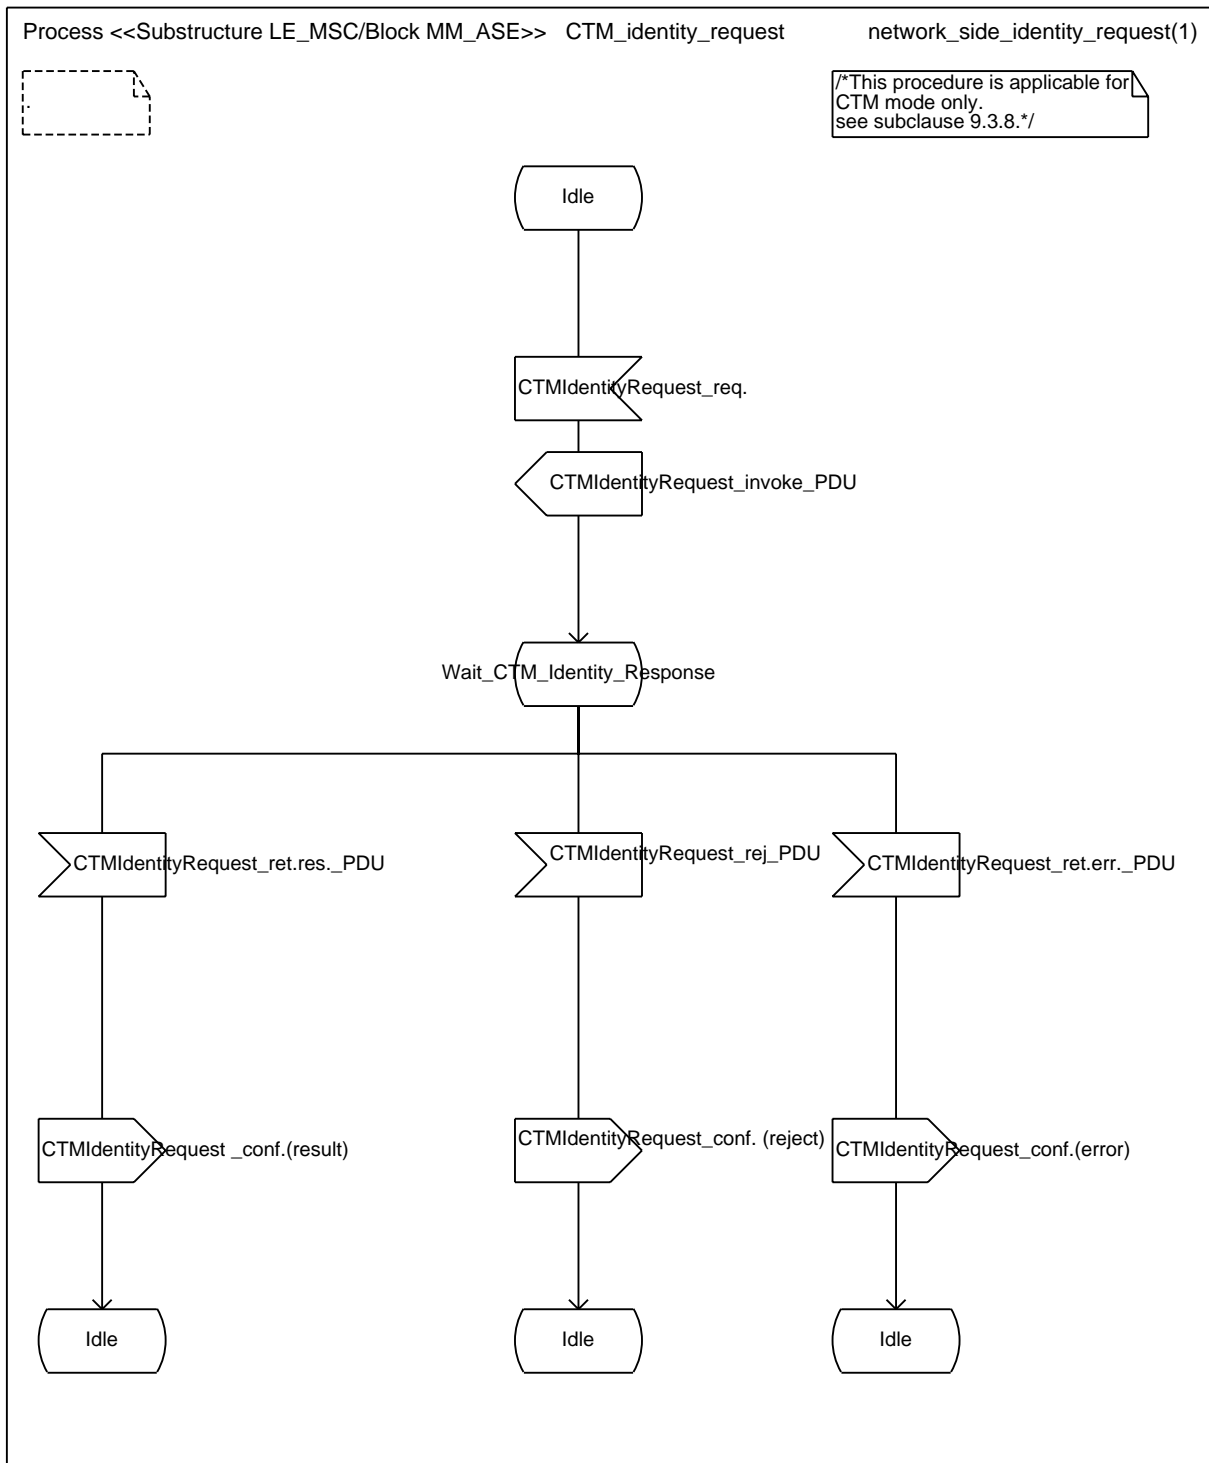 Process <<Substructure LE_MSC/Block MM_ASE>> CTM_identity_request network_side_identity_request(1)
.
/*This procedure is applicable for
CTM mode only.
see subclause 9.3.8.*/
Idle
CTMIdentityRequest_req.
CTMIdentityRequest_invoke_PDU
Wait_CTM_Identity_Response
CTMIdentityRequest_ret.res._PDU
CTMIdentityRequest_rej_PDU
CTMIdentityRequest_ret.err._PDU
CTMIdentityRequest _conf.(result)
CTMIdentityRequest_conf. (reject)
CTMIdentityRequest_conf.(error)
Idle
Idle
Idle